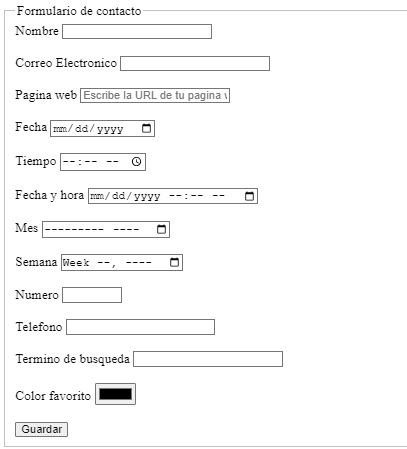 Formulario de contacto
Nombre
Correo Electronico
Pagina web Escribe la URL de tu pagina
Fecha mm/dd/yyyy
Tiempo --:-- --
Fecha y hora mm/dd/yyyy --:-- --
Mes --------- ----
Semana Week --, ----
Numero
Telefono
Termino de busqueda
Color favorito
Guardar